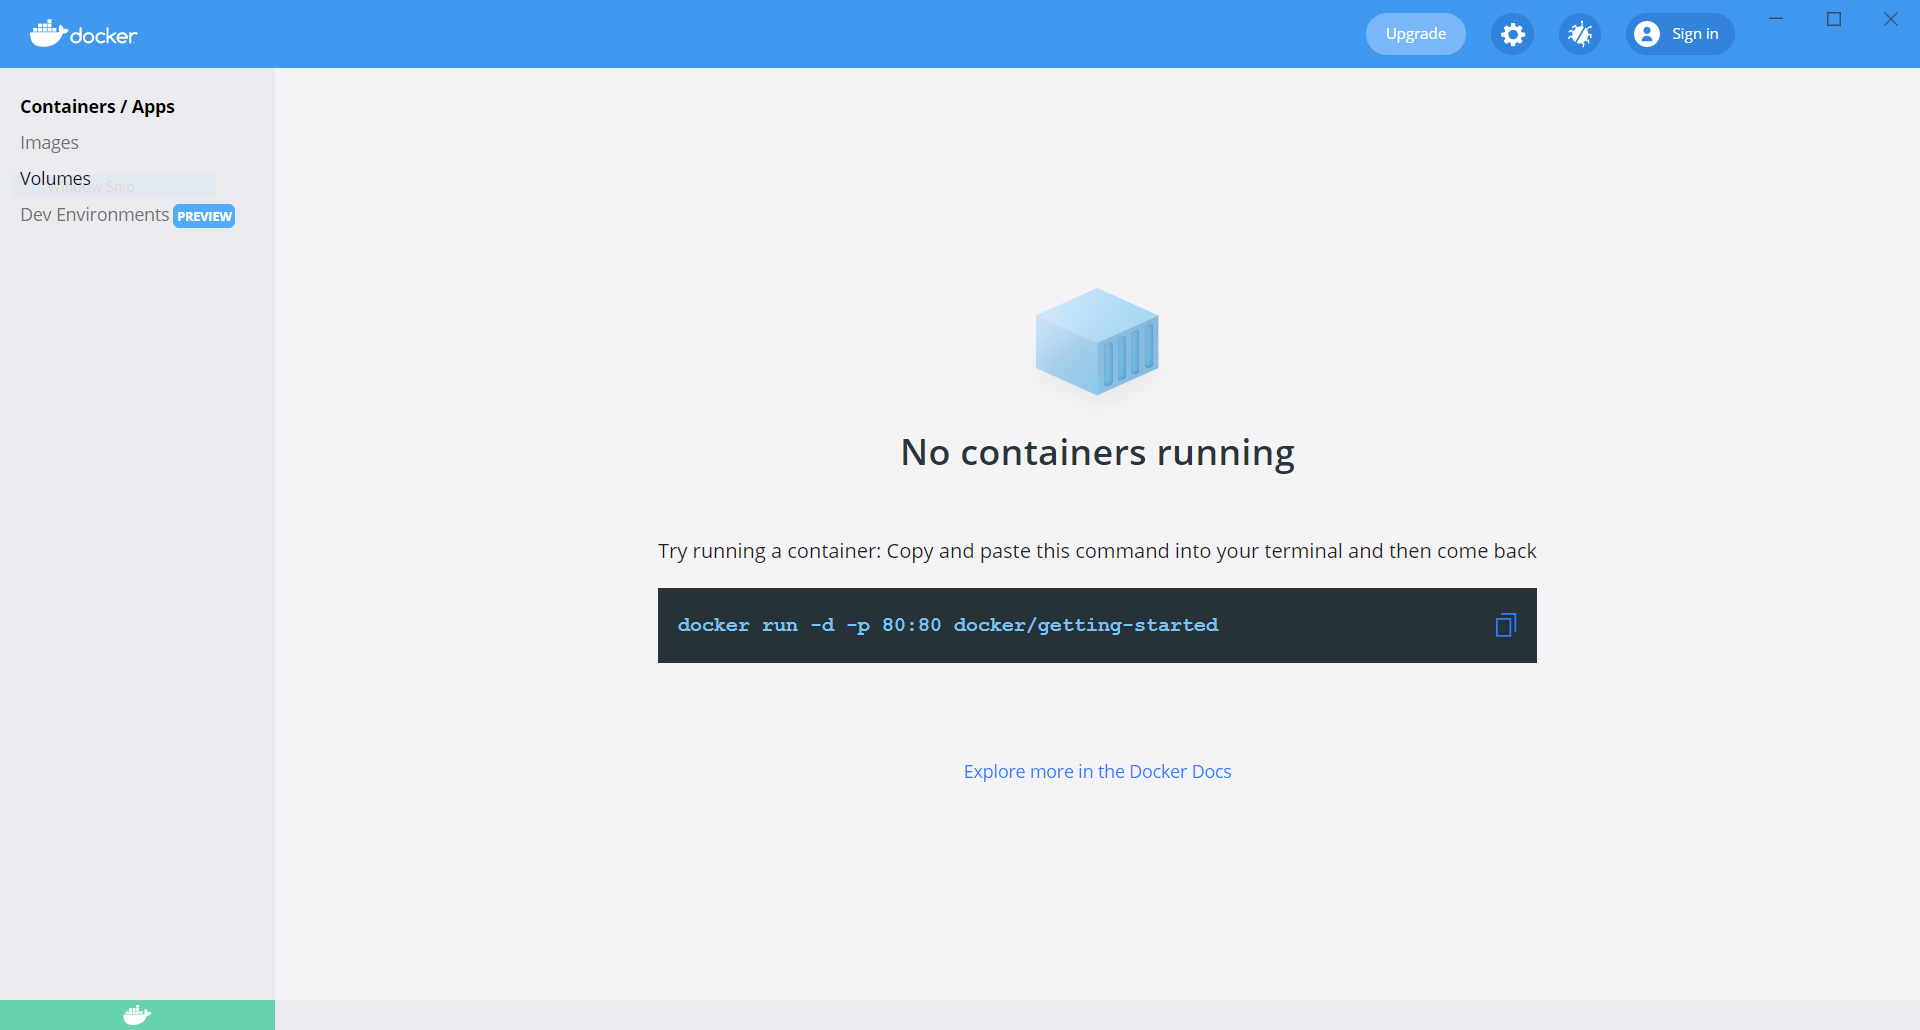 docker
Upgrade
Sign in
Containers / Apps
Images
Volumes
Window Snip
Dev Environments PREVIEW
No containers running
Try running a container: Copy and paste this command into your terminal and then come back
docker run -d -p 80:80 docker/getting-started
Explore more in the Docker Docs